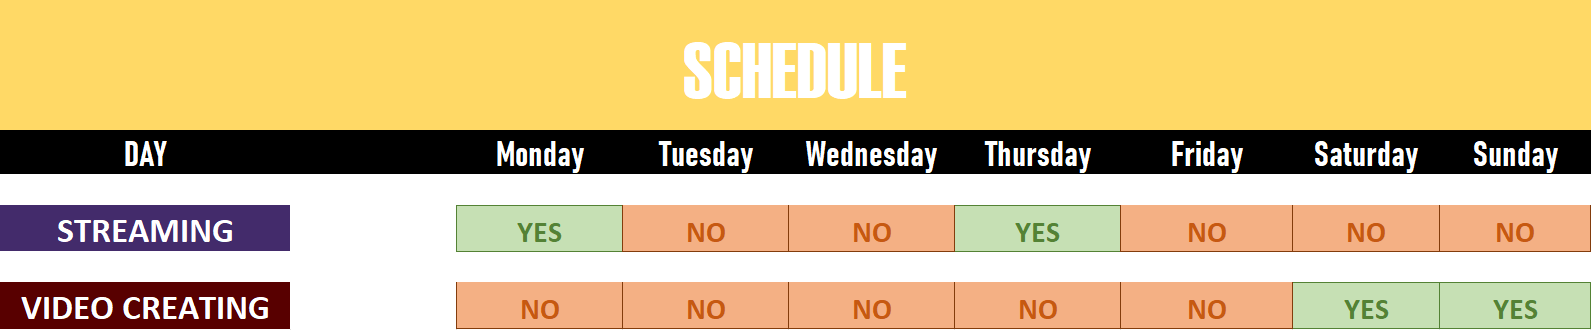 SCHEDULE
DAY Monday Tuesday Wednesday Thursday Friday Saturday Sunday
STREAMING YES NO NO YES NO NO NO
VIDEO CREATING NO NO NO NO NO YES YES